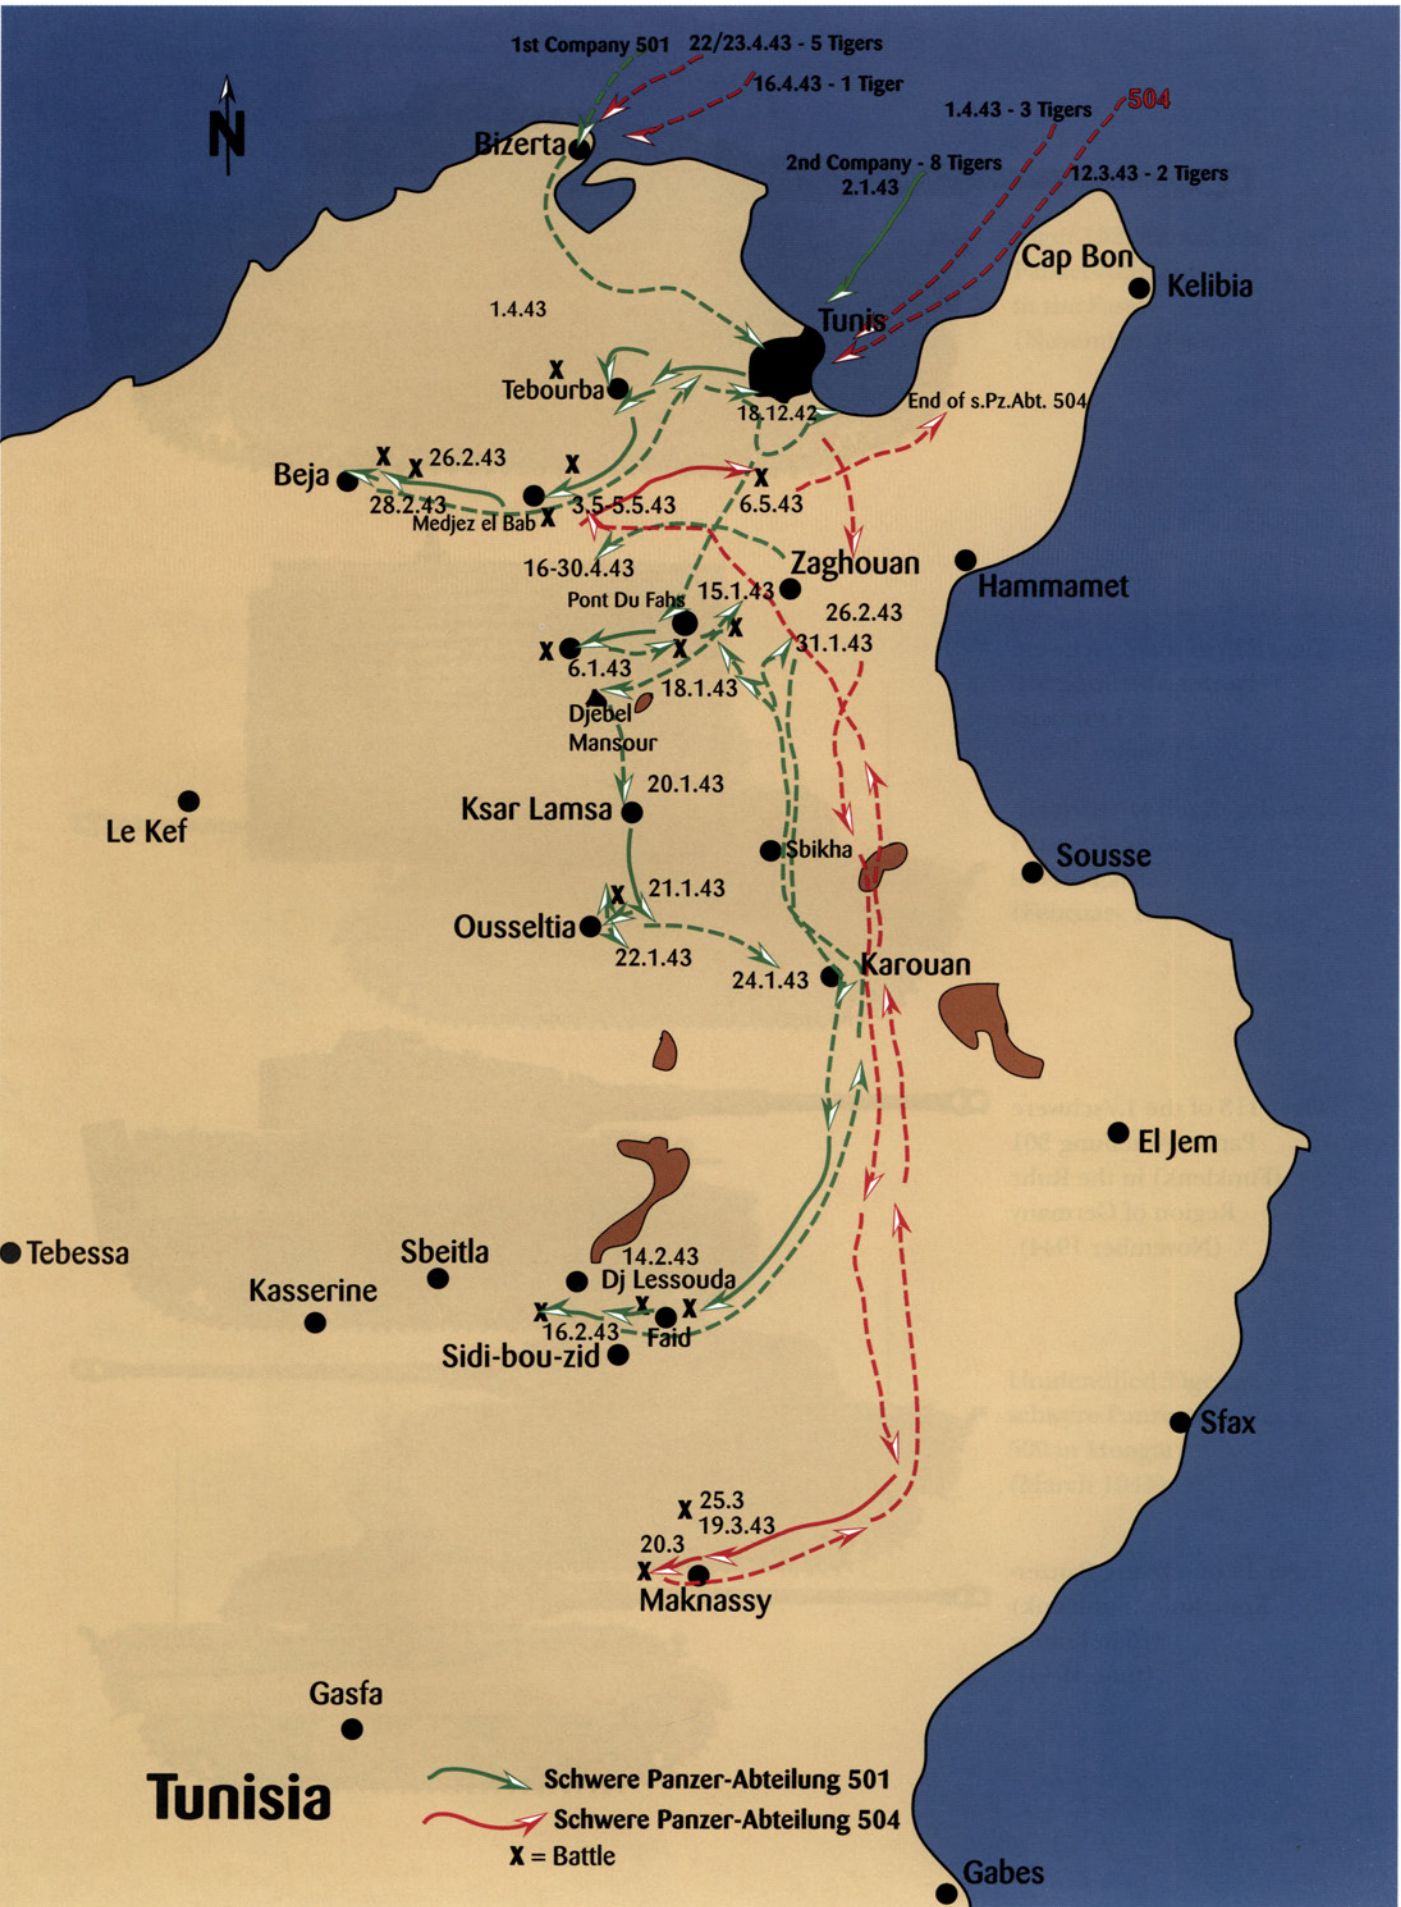 1st Company 501
22/23.4.43 - 5 Tigers
16.4.43 - 1 Tiger
504
1.4.43 - 3 Tigers
N
Bizerta
2nd Company - 8 Tigers
2.1.43
12.3.43 - 2 Tigers
Cap Bon
Kelibia
1.4.43
Tunis
Tebourba
18.12.42
End of s.Pz.Abt. 504
X
Beja
X
X
26.2.43
X
X
28.2.43
Medjez el Bab
X
3.5-5.5.43
6.5.43
16-30.4.43
Zaghouan
Hammamet
Pont Du Fahs
15.1.43
26.2.43
X
X
X
31.1.43
6.1.43
18.1.43
Djebel
Mansour
20.1.43
Ksar Lamsa
Le Kef
Sbikha
Sousse
X
21.1.43
Ousseltia
22.1.43
24.1.43
Karouan
El Jem
Tebessa
Sbeitla
14.2.43
Kasserine
Dj Lessouda
X
X
X
16.2.43
Faid
Sidi-bou-zid
Sfax
X
25.3
19.3.43
20.3
X
Maknassy
Gasfa
Tunisia
Schwere Panzer-Abteilung 501
Schwere Panzer-Abteilung 504
X = Battle
Gabes